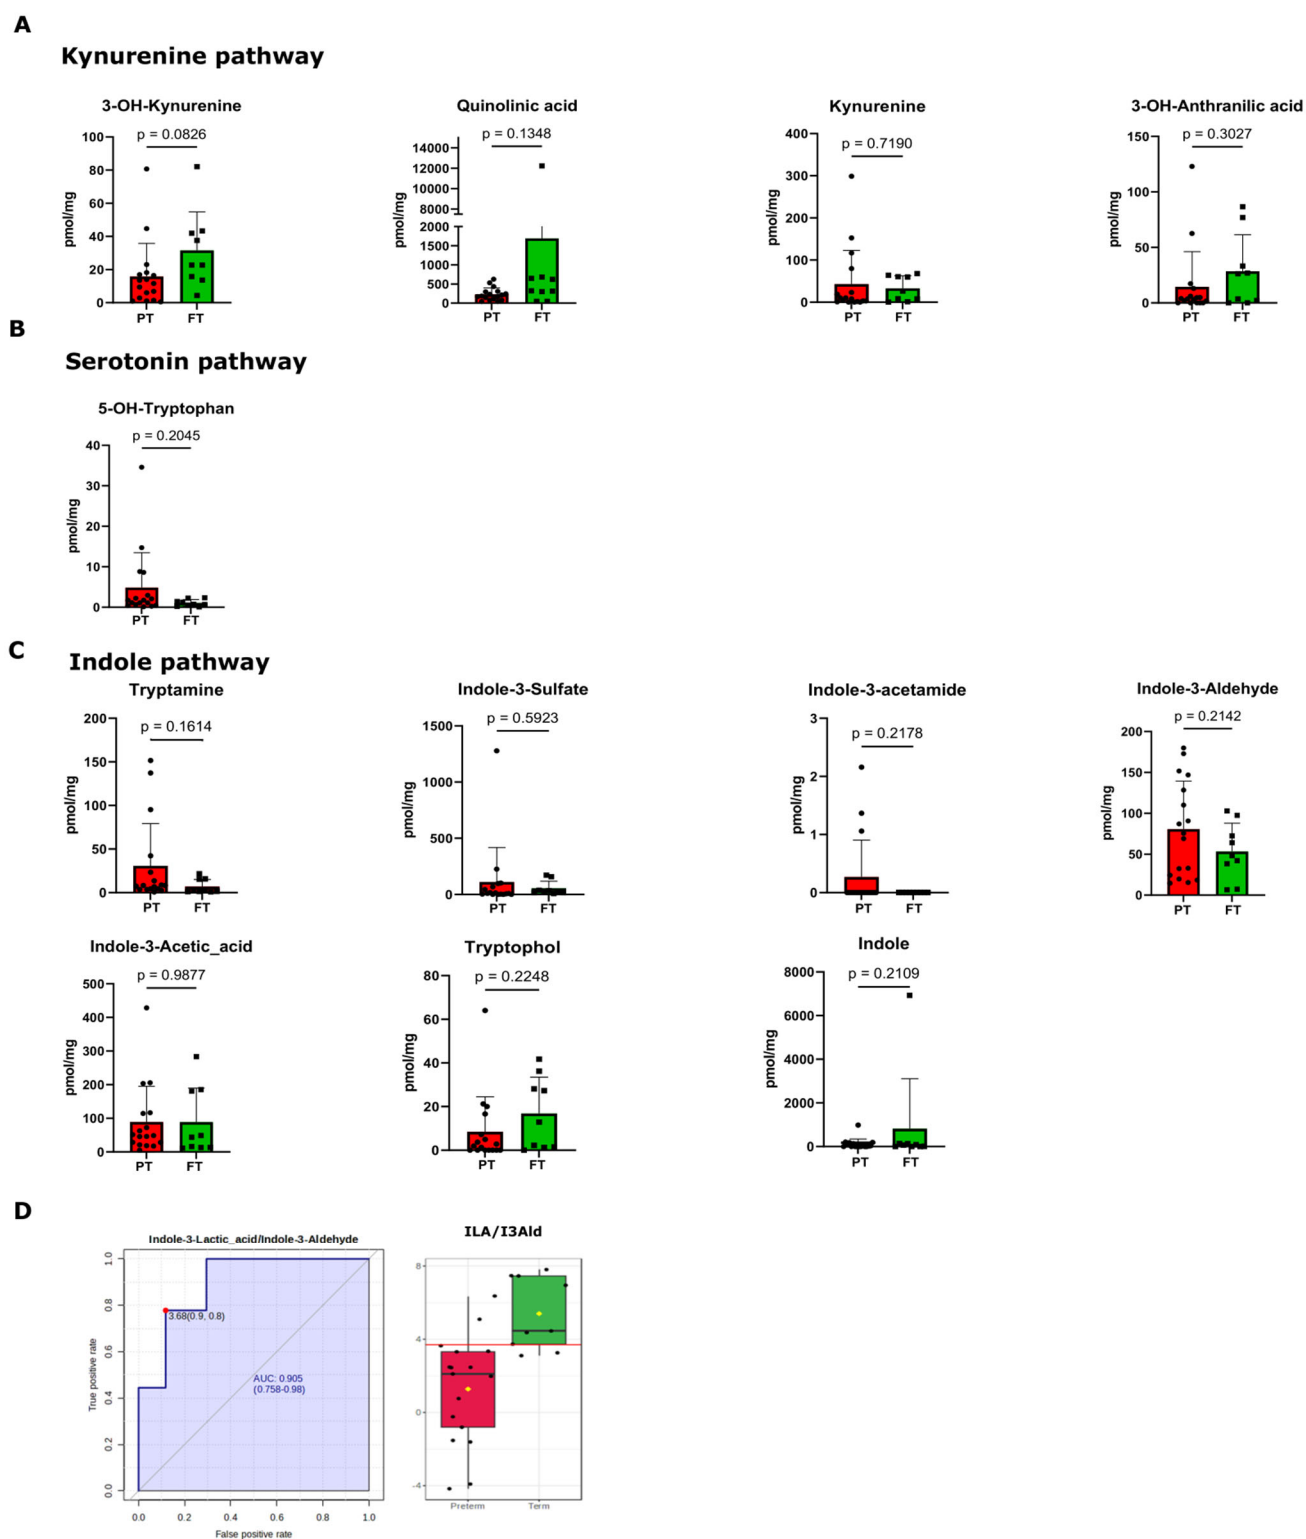 A
Kynurenine pathway
3-OH-Kynurenine
p = 0.0826
pmol/mg
100
80
60
40
20
0
PT FT
Quinolinic acid
p = 0.1348
pmol/mg
14000
12000
10000
8000
2000
1500
1000
500
0
PT FT
Kynurenine
p = 0.7190
pmol/mg
400
300
200
100
0
PT FT
3-OH-Anthranilic acid
p = 0.3027
pmol/mg
150
100
50
0
PT FT
B
Serotonin pathway
5-OH-Tryptophan
p = 0.2045
pmol/mg
40
30
20
10
0
PT FT
C
Indole pathway
Tryptamine
p = 0.1614
pmol/mg
200
150
100
50
0
PT FT
Indole-3-Sulfate
p = 0.5923
pmol/mg
1500
1000
500
0
PT FT
Indole-3-acetamide
p = 0.2178
pmol/mg
3
2
1
0
PT FT
Indole-3-Aldehyde
p = 0.2142
pmol/mg
200
150
100
50
0
PT FT
Indole-3-Acetic_acid
p = 0.9877
pmol/mg
500
400
300
200
100
0
PT FT
Tryptophol
p = 0.2248
pmol/mg
80
60
40
20
0
PT FT
Indole
p = 0.2109
pmol/mg
8000
6000
4000
2000
0
PT FT
D
Indole-3-Lactic_acid/Indole-3-Aldehyde
True positive rate
1.0
0.8
0.6
0.4
0.2
0.0
3.68(0.9, 0.8)
AUC: 0.905
(0.758-0.98)
0.0 0.2 0.4 0.6 0.8 1.0
False positive rate
ILA/I3Ald
8
4
0
-4
Preterm Term